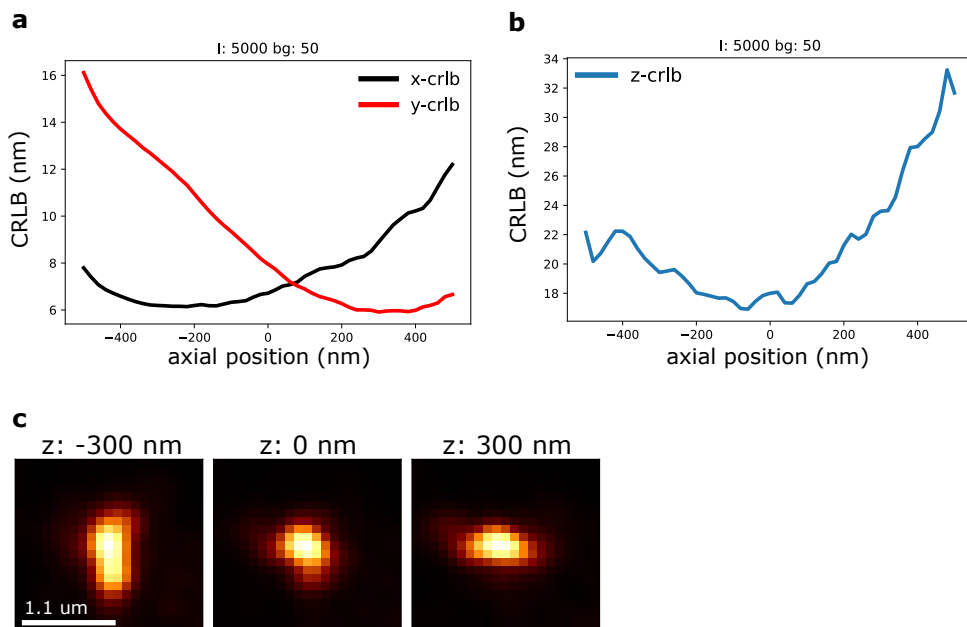 a
I: 5000 bg: 50
x-crlb
y-crlb
CRLB (nm)
16
14
12
10
8
6
−400
−200
0
200
400
axial position (nm)
b
I: 5000 bg: 50
z-crlb
CRLB (nm)
34
32
30
28
26
24
22
20
18
−400
−200
0
200
400
axial position (nm)
c
z: -300 nm
z: 0 nm
z: 300 nm
1.1 um